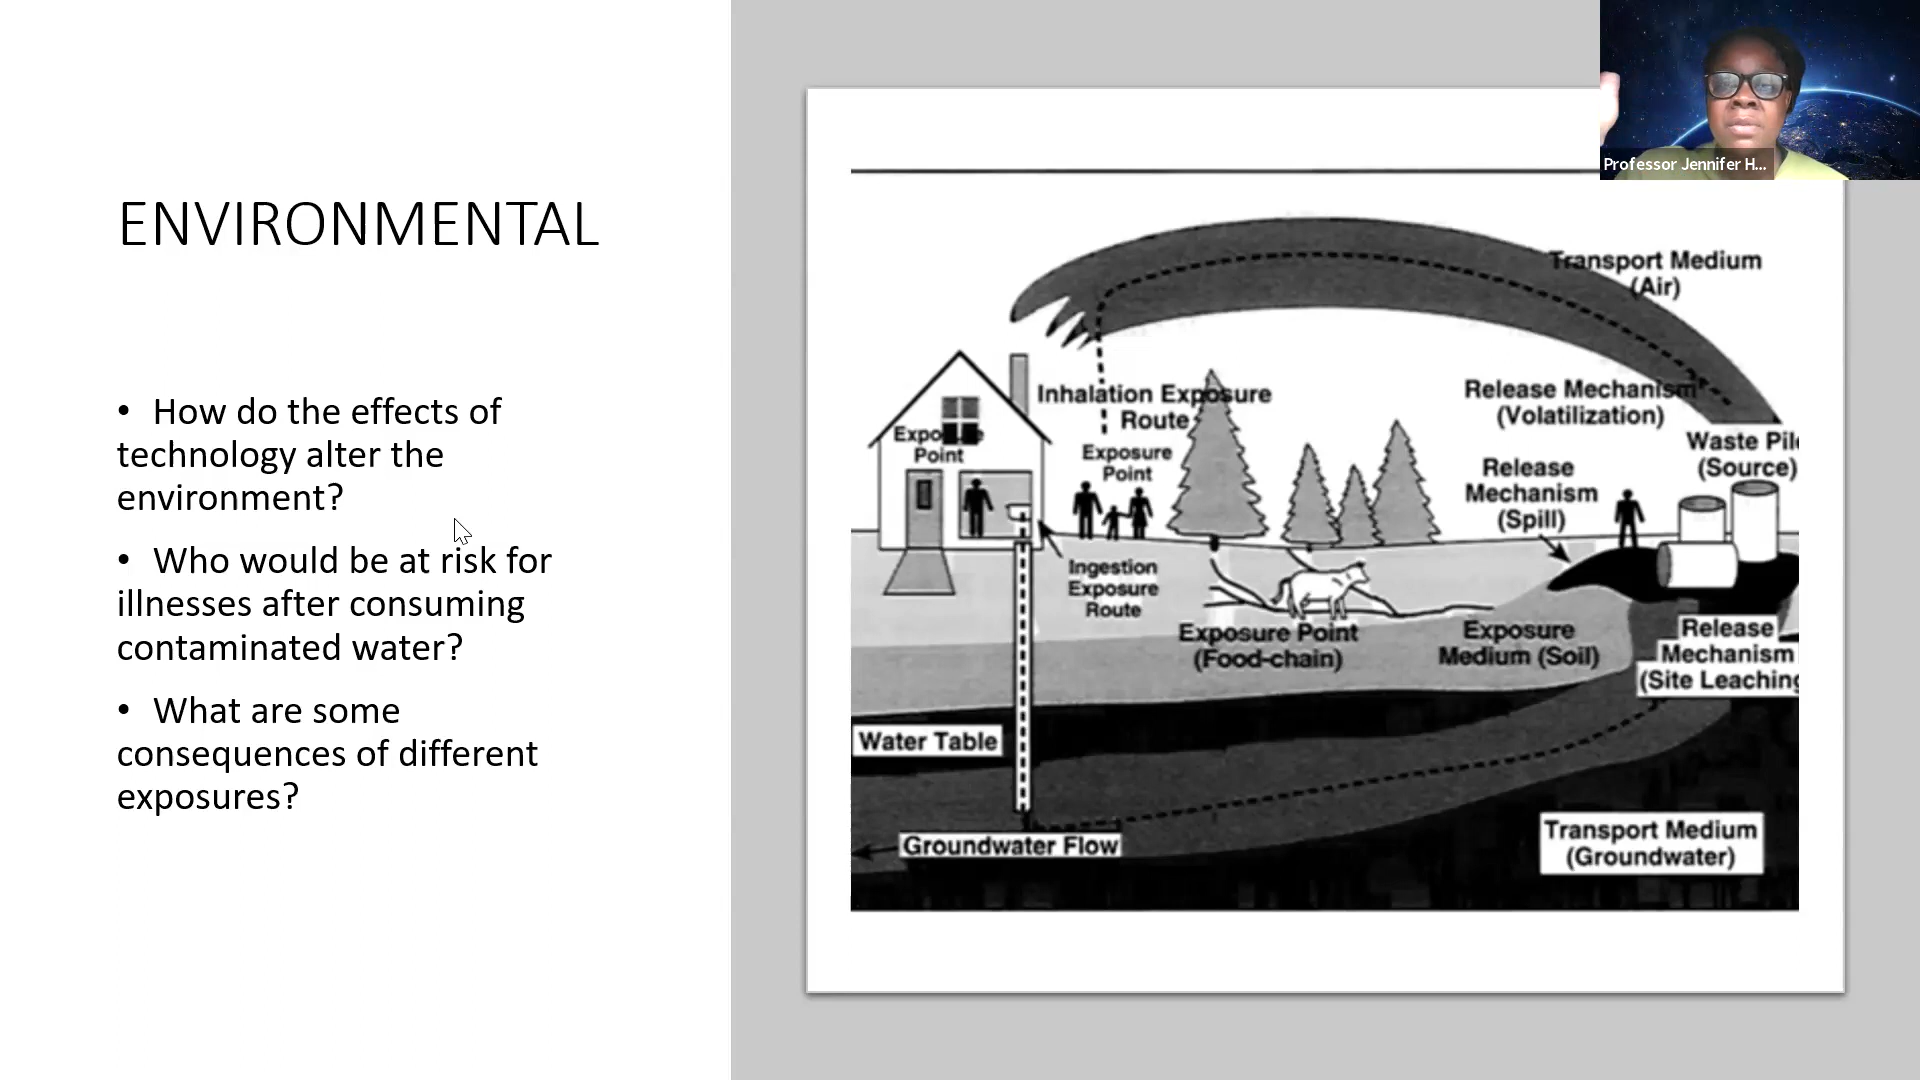 ENVIRONMENTAL
• How do the effects of
technology alter the
environment?
• Who would be at risk for
illnesses after consuming
contaminated water?
• What are some
consequences of different
exposures?
Professor Jennifer H...
Transport Medium
(Air)
Inhalation Exposure
Route
Release Mechanism
(Volatilization)
Exposure
Point
Exposure
Point
Waste Pil
(Source)
Release
Mechanism
(Spill)
Ingestion
Exposure
Route
Exposure Point
(Food-chain)
Exposure
Medium (Soil)
Release
Mechanism
(Site Leaching
Water Table
Groundwater Flow
Transport Medium
(Groundwater)